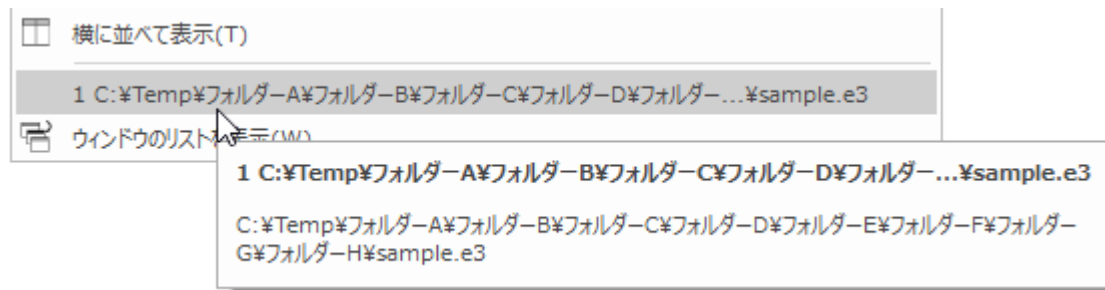 横に並べて表示(T)
1 C:¥Temp¥フォルダーA¥フォルダーB¥フォルダーC¥フォルダーD¥フォルダー...¥sample.e3
ウィンドウのリストを表示(W)
1 C:¥Temp¥フォルダーA¥フォルダーB¥フォルダーC¥フォルダーD¥フォルダー...¥sample.e3
C:¥Temp¥フォルダーA¥フォルダーB¥フォルダーC¥フォルダーD¥フォルダーE¥フォルダーF¥フォルダー
G¥フォルダーH¥sample.e3